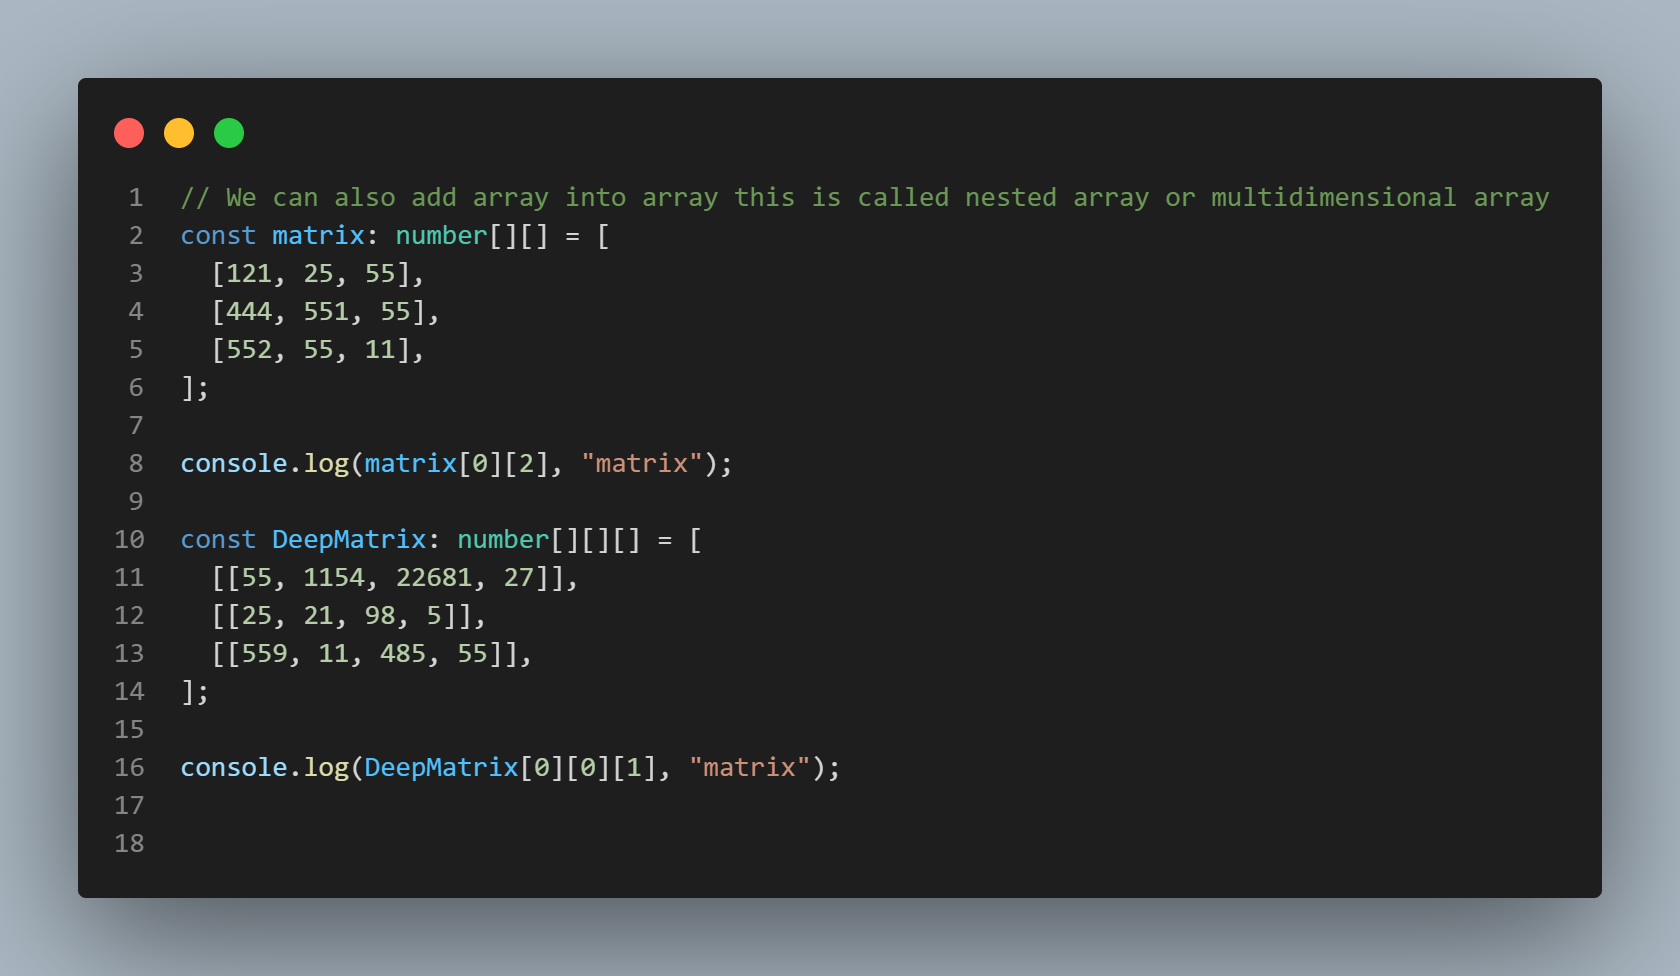 1 // We can also add array into array this is called nested array or multidimensional array
2 const matrix: number[][] = [
3   [121, 25, 55],
4   [444, 551, 55],
5   [552, 55, 11],
6 ];
7
8 console.log(matrix[0][2], "matrix");
9
10 const DeepMatrix: number[][][] = [
11   [[55, 1154, 22681, 27]],
12   [[25, 21, 98, 5]],
13   [[559, 11, 485, 55]],
14 ];
15
16 console.log(DeepMatrix[0][0][1], "matrix");
17
18